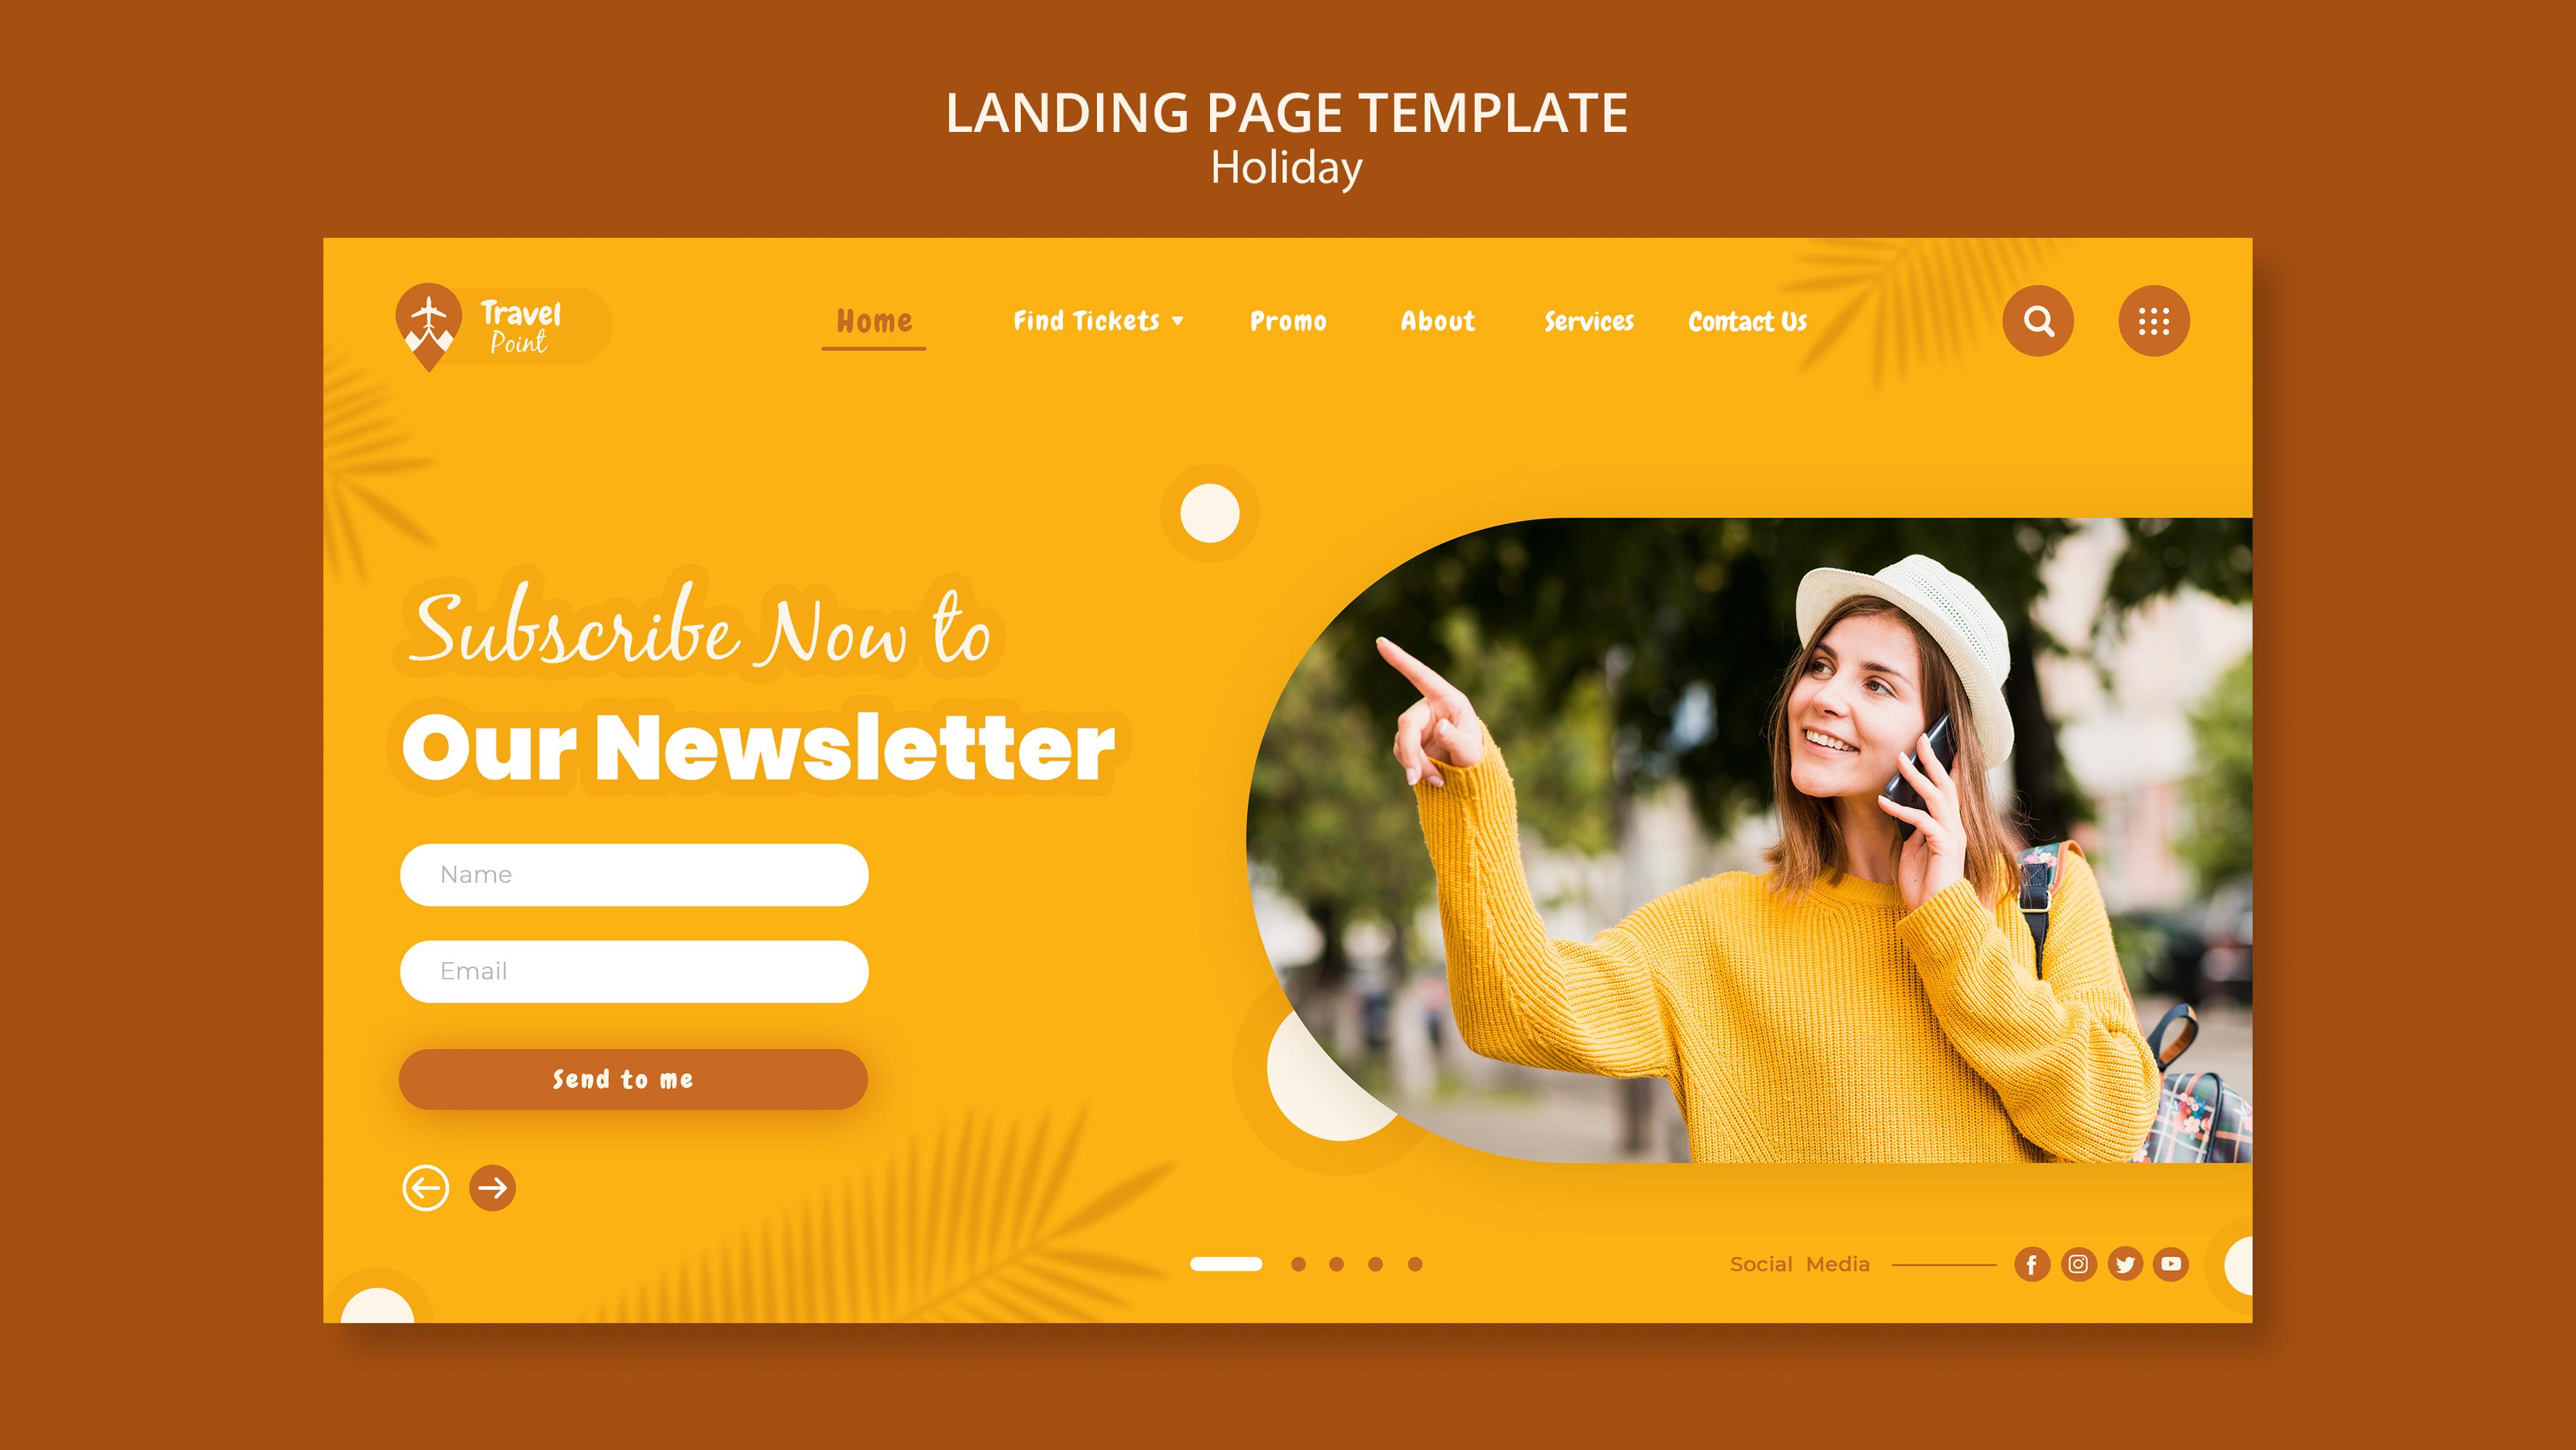 LANDING PAGE TEMPLATE
Holiday
Travel
Point
Home
Find Tickets
Promo
About
Services
Contact Us
Subscribe Now to
Our Newsletter
Name
Email
Send to me
Social Media